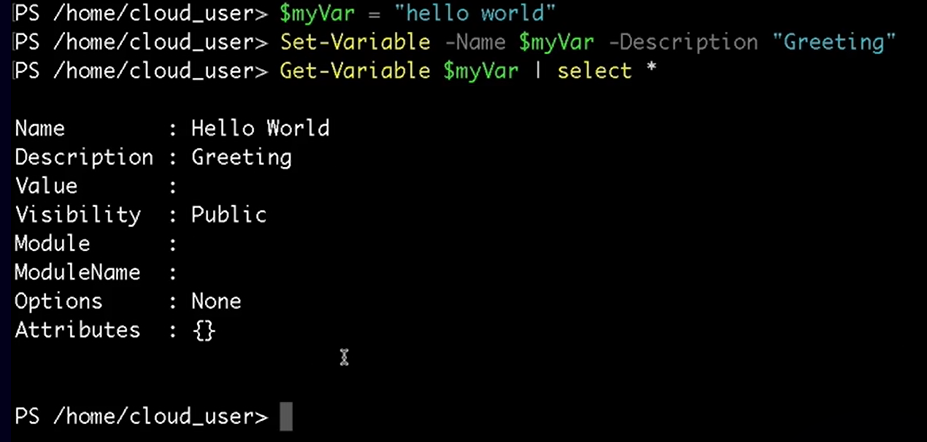 PS /home/cloud_user> $myVar = "hello world"
PS /home/cloud_user> Set-Variable -Name $myVar -Description "Greeting"
PS /home/cloud_user> Get-Variable $myVar | select *
Name : Hello World
Description : Greeting
Value :
Visibility : Public
Module :
ModuleName :
Options : None
Attributes : {}
PS /home/cloud_user>